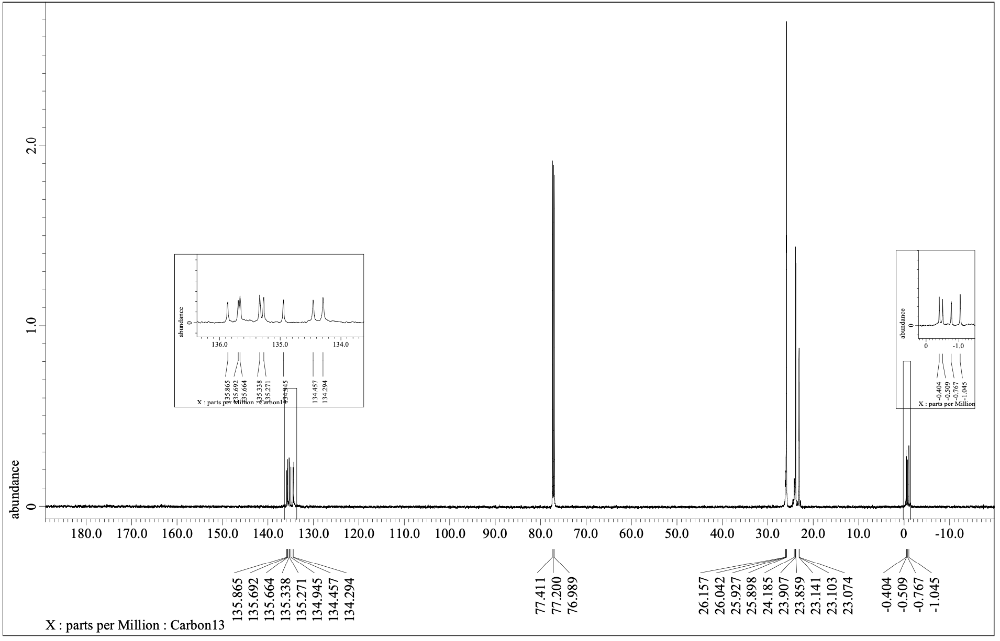 abundance
0
1.0
2.0
abundance
0
136.0 135.0 134.0
135.865 135.692 135.664 135.338 135.271 134.945 134.457 134.294
X : parts per Million : Carbon13
abundance
0
0 -1.0
-0.404 -0.509 -0.767 -1.045
X : parts per Million
180.0 170.0 160.0 150.0 140.0 130.0 120.0 110.0 100.0 90.0 80.0 70.0 60.0 50.0 40.0 30.0 20.0 10.0 0 -10.0
135.865 135.692 135.664 135.338 135.271 134.945 134.457 134.294 77.411 77.200 76.989 26.157 26.042 25.927 25.898 24.185 23.907 23.859 23.141 23.103 23.074 -0.404 -0.509 -0.767 -1.045
X : parts per Million : Carbon13